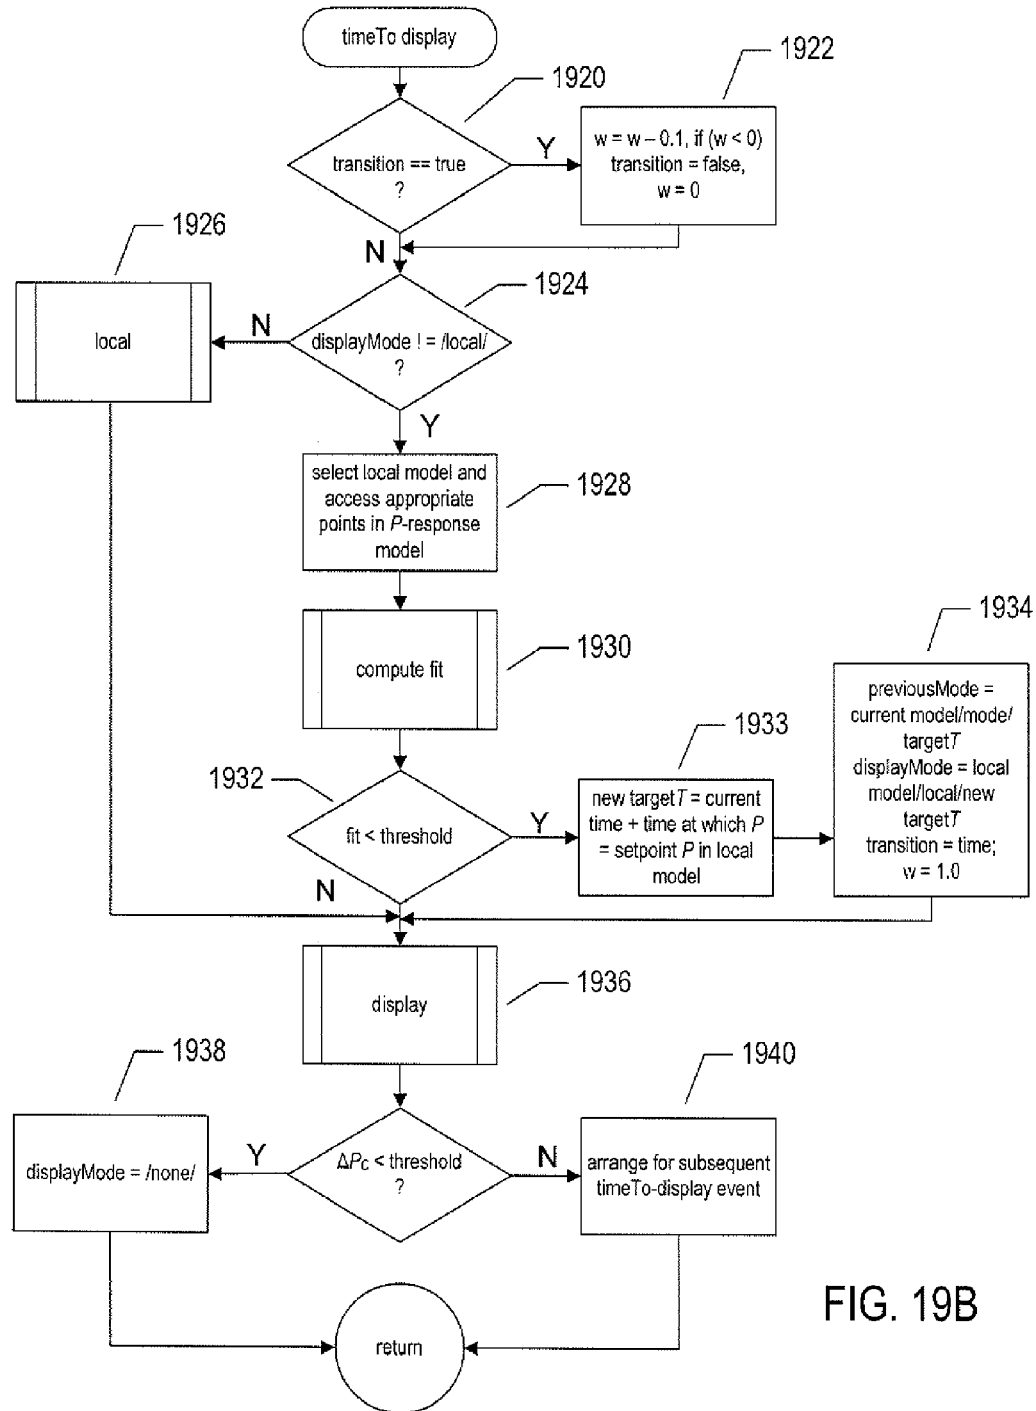 timeTo display
1920
1922
transition == true
?
Y
w = w – 0.1, if (w < 0)
transition = false,
w = 0
N
1926
1924
local
N
displayMode ! = /local/
?
Y
select local model and
access appropriate
points in P-response
model
1928
compute fit
1930
1934
1932
1933
fit < threshold
Y
new targetT = current
time + time at which P
= setpoint P in local
model
previousMode =
current model/mode/
targetT
displayMode = local
model/local/new
targetT
transition = time;
w = 1.0
N
display
1936
1938
1940
displayMode = /none/
Y
ΔPc < threshold
?
N
arrange for subsequent
timeTo-display event
return
FIG. 19B